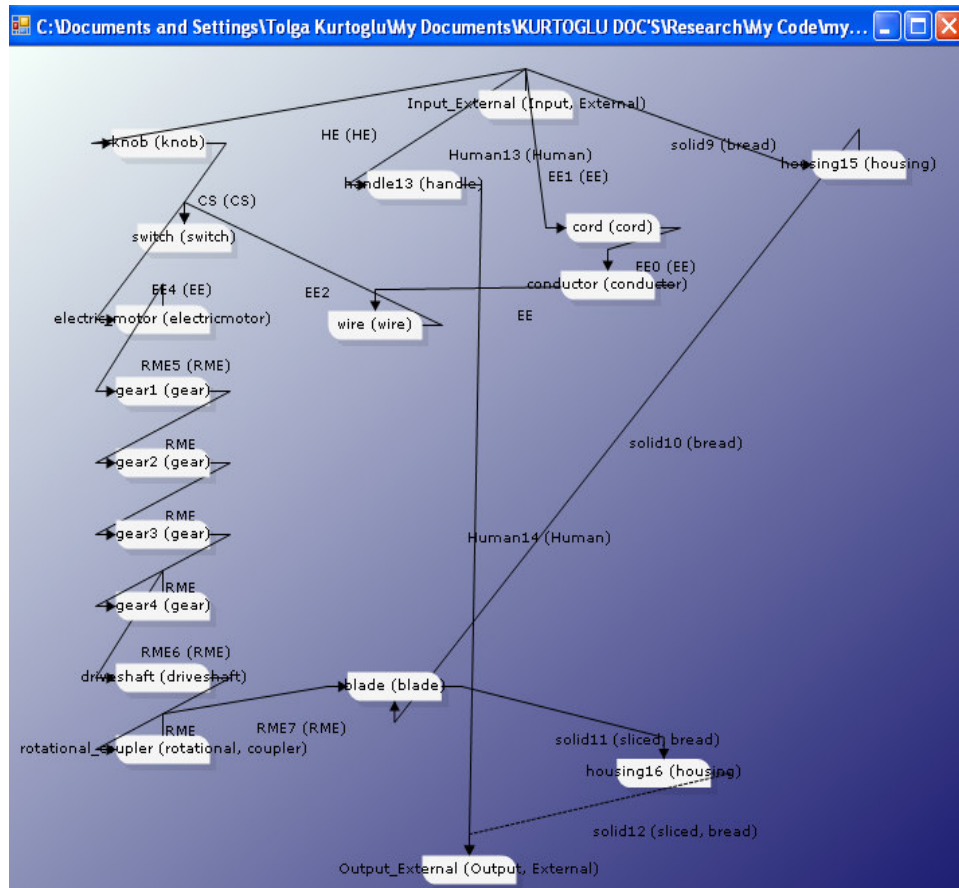 C:\Documents and Settings\Tolga Kurtoglu\My Documents\KURTOGLU DOC'S\Research\My Code\my...
Input_External (Input, External)
knob (knob)
HE (HE)
Human13 (Human)
solid9 (bread)
housing15 (housing)
EE1 (EE)
handle13 (handle)
CS (CS)
cord (cord)
switch (switch)
EE0 (EE)
conductor (conductor)
EE4 (EE)
EE2
electricmotor (electricmotor)
wire (wire)
EE
RME5 (RME)
gear1 (gear)
RME
solid10 (bread)
gear2 (gear)
RME
gear3 (gear)
Human14 (Human)
RME
gear4 (gear)
RME6 (RME)
driveshaft (driveshaft)
blade (blade)
RME
RME7 (RME)
solid11 (sliced, bread)
rotational_coupler (rotational, coupler)
housing16 (housing)
solid12 (sliced, bread)
Output_External (Output, External)